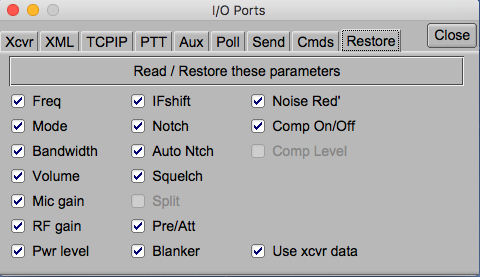 I/O Ports
Xcvr XML TCPIP PTT Aux Poll Send Cmds Restore Close
Read / Restore these parameters
Freq IFshift Noise Red'
Mode Notch Comp On/Off
Bandwidth Auto Ntch Comp Level
Volume Squelch
Mic gain Split
RF gain Pre/Att
Pwr level Blanker Use xcvr data